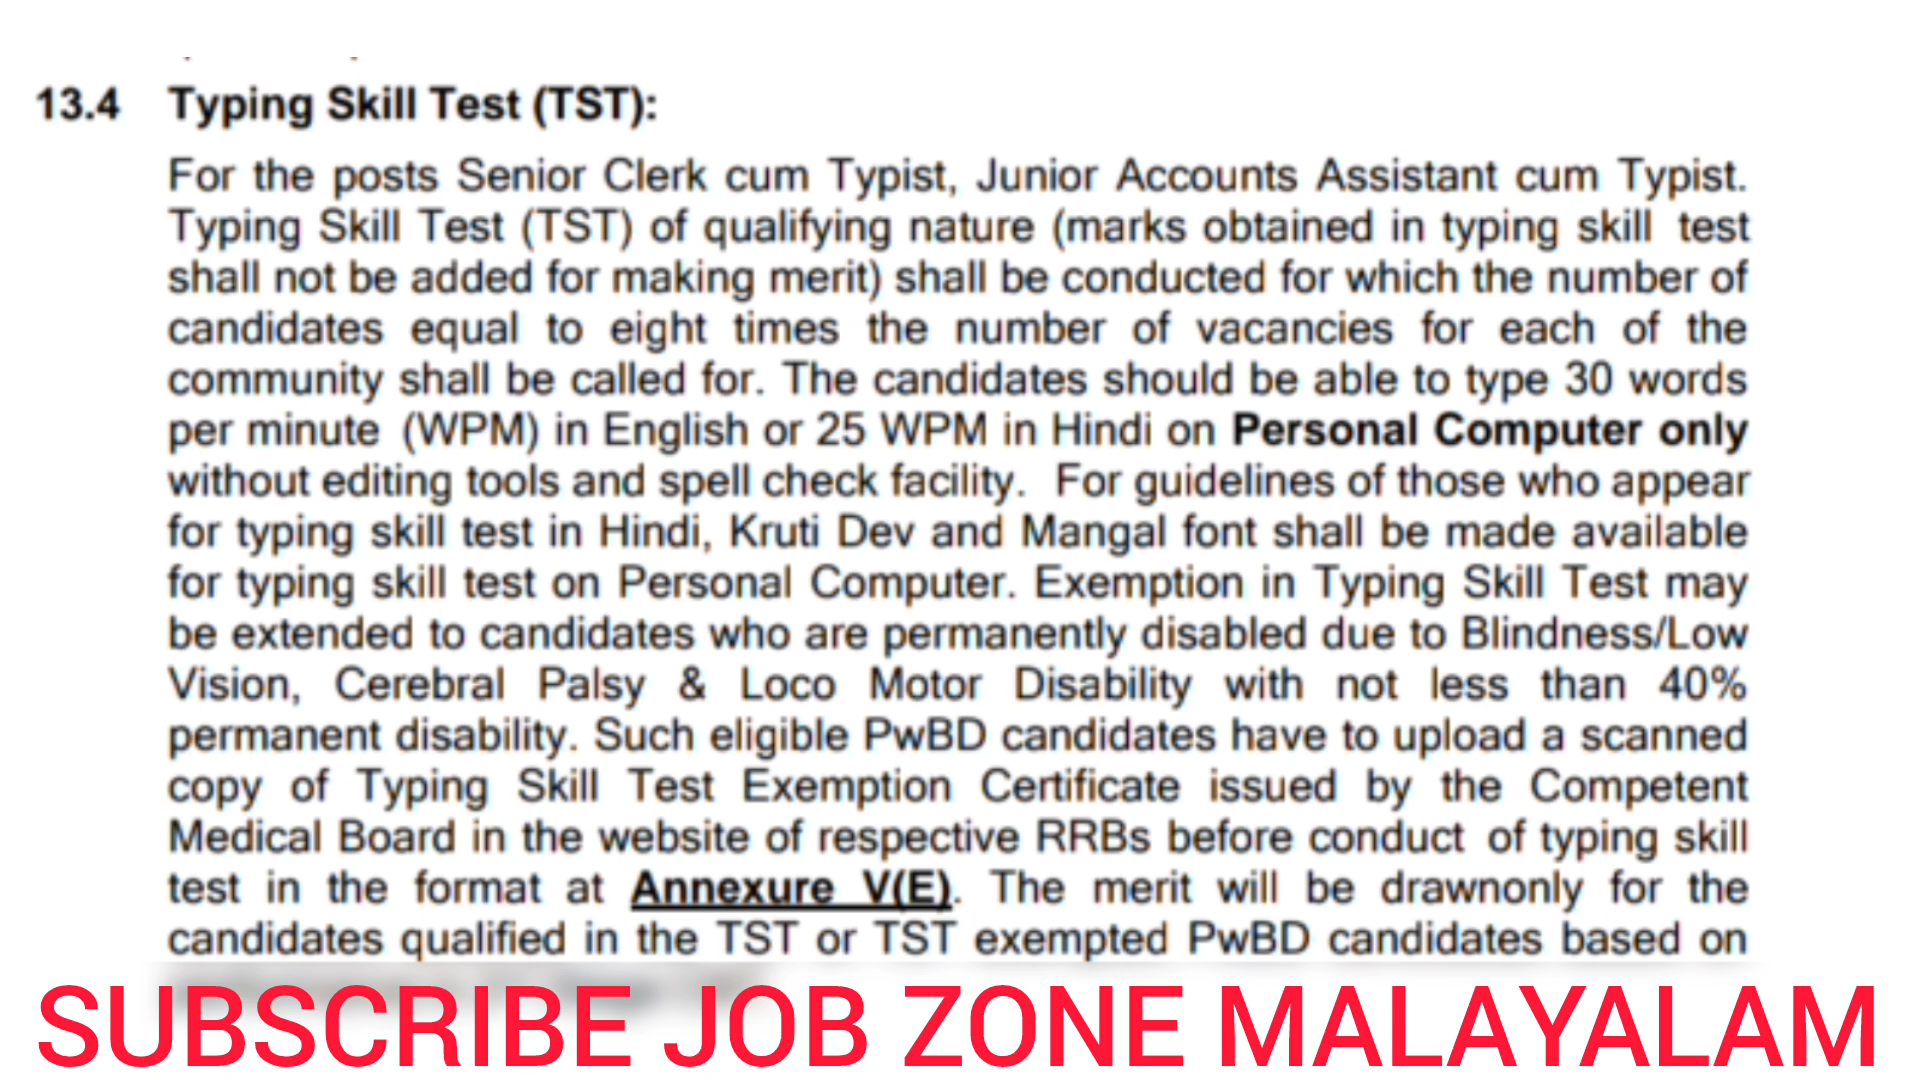 13.4 Typing Skill Test (TST):
For the posts Senior Clerk cum Typist, Junior Accounts Assistant cum Typist.
Typing Skill Test (TST) of qualifying nature (marks obtained in typing skill test
shall not be added for making merit) shall be conducted for which the number of
candidates equal to eight times the number of vacancies for each of the
community shall be called for. The candidates should be able to type 30 words
per minute (WPM) in English or 25 WPM in Hindi on Personal Computer only
without editing tools and spell check facility. For guidelines of those who appear
for typing skill test in Hindi, Kruti Dev and Mangal font shall be made available
for typing skill test on Personal Computer. Exemption in Typing Skill Test may
be extended to candidates who are permanently disabled due to Blindness/Low
Vision, Cerebral Palsy & Loco Motor Disability with not less than 40%
permanent disability. Such eligible PwBD candidates have to upload a scanned
copy of Typing Skill Test Exemption Certificate issued by the Competent
Medical Board in the website of respective RRBs before conduct of typing skill
test in the format at Annexure V(E). The merit will be drawnonly for the
candidates qualified in the TST or TST exempted PwBD candidates based on
SUBSCRIBE JOB ZONE MALAYALAM